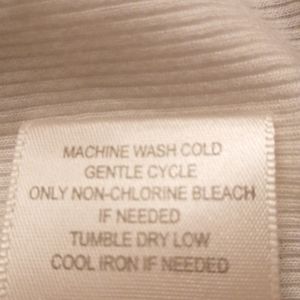 MACHINE WASH COLD
GENTLE CYCLE
ONLY NON-CHLORINE BLEACH
IF NEEDED
TUMBLE DRY LOW
COOL IRON IF NEEDED